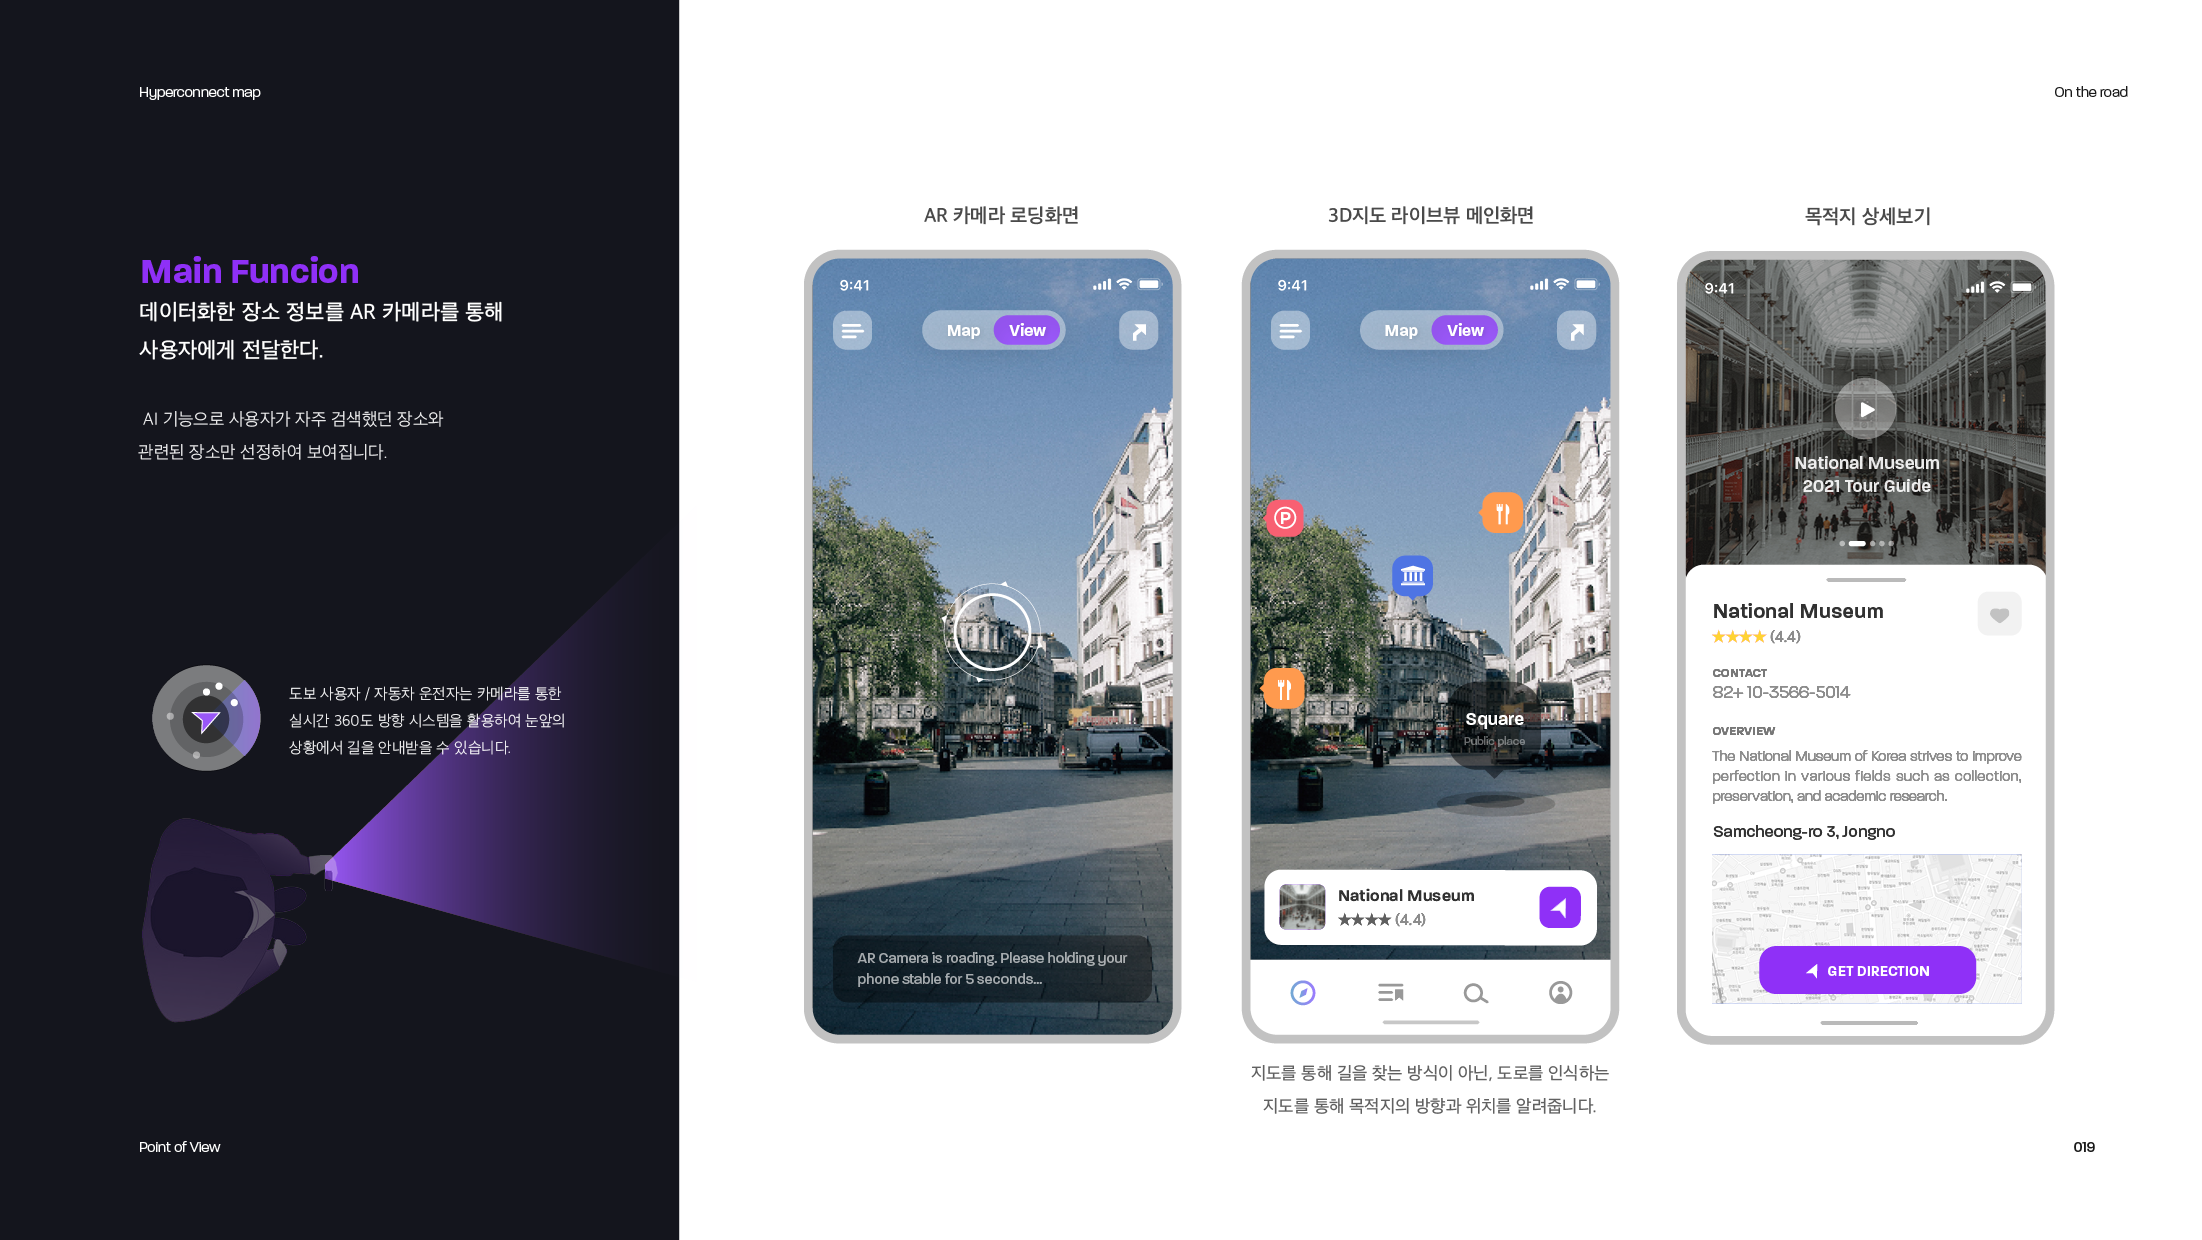 Hyperconnect map
On the road
Main Funcion
데이터화한 장소 정보를 AR 카메라를 통해
사용자에게 전달한다.
AI 기능으로 사용자가 자주 검색했던 장소와
관련된 장소만 선정하여 보여집니다.
도보 사용자 / 자동차 운전자는 카메라를 통한
실시간 360도 방향 시스템을 활용하여 눈앞의
상황에서 길을 안내받을 수 있습니다.
Point of View
AR 카메라 로딩화면
9:41
Map View
AR Camera is roading. Please holding your
phone stable for 5 seconds...
3D지도 라이브뷰 메인화면
9:41
Map View
P
Square
Public place
National Museum
★★★★ (4.4)
지도를 통해 길을 찾는 방식이 아닌, 도로를 인식하는
지도를 통해 목적지의 방향과 위치를 알려줍니다.
목적지 상세보기
9:41
National Museum
2021 Tour Guide
National Museum
★★★★ (4.4)
CONTACT
82+ 10-3566-5014
OVERVIEW
The National Museum of Korea strives to improve
perfection in various fields such as collection,
preservation, and academic research.
Samcheong-ro 3, Jongno
GET DIRECTION
019